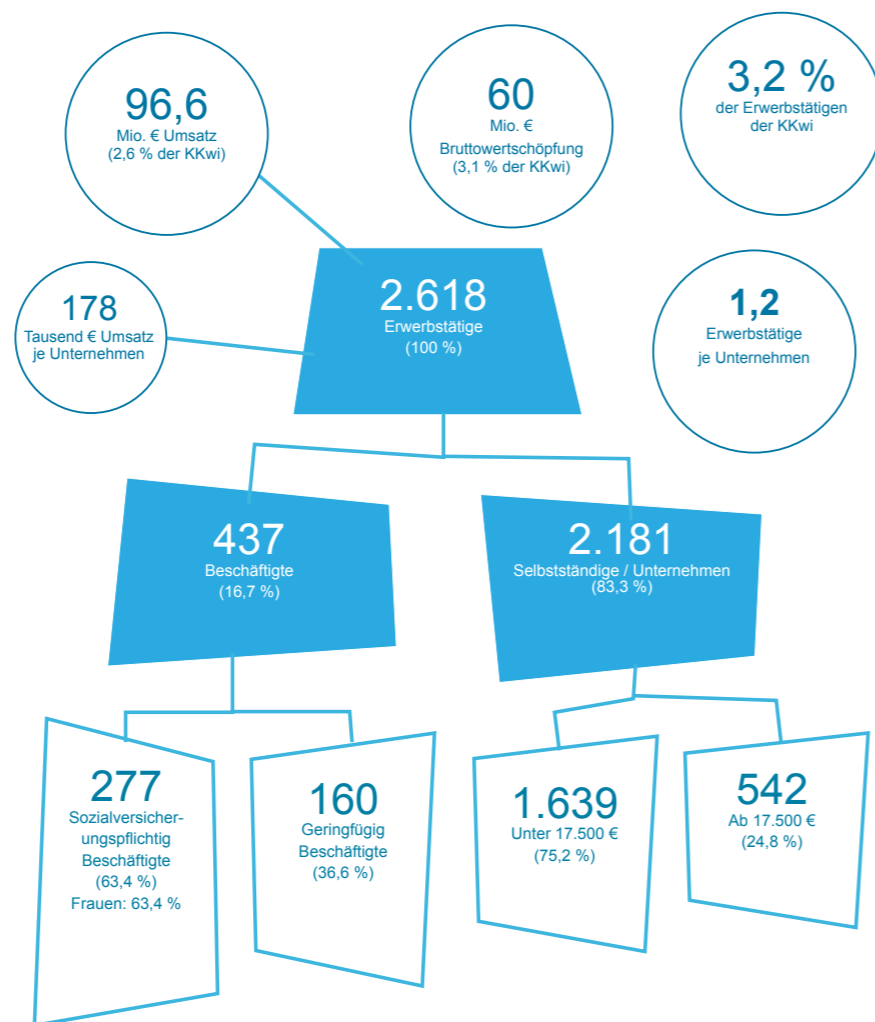 96,6
Mio. € Umsatz
(2,6 % der KKwi)
60
Mio. €
Bruttowertschöpfung
(3,1 % der KKwi)
3,2 %
der Erwerbstätigen
der KKwi
178
Tausend € Umsatz
je Unternehmen
2.618
Erwerbstätige
(100 %)
1,2
Erwerbstätige
je Unternehmen
437
Beschäftigte
(16,7 %)
2.181
Selbstständige / Unternehmen
(83,3 %)
277
Sozialversicher-
ungspflichtig
Beschäftigte
(63,4 %)
Frauen: 63,4 %
160
Geringfügig
Beschäftigte
(36,6 %)
1.639
Unter 17.500 €
(75,2 %)
542
Ab 17.500 €
(24,8 %)